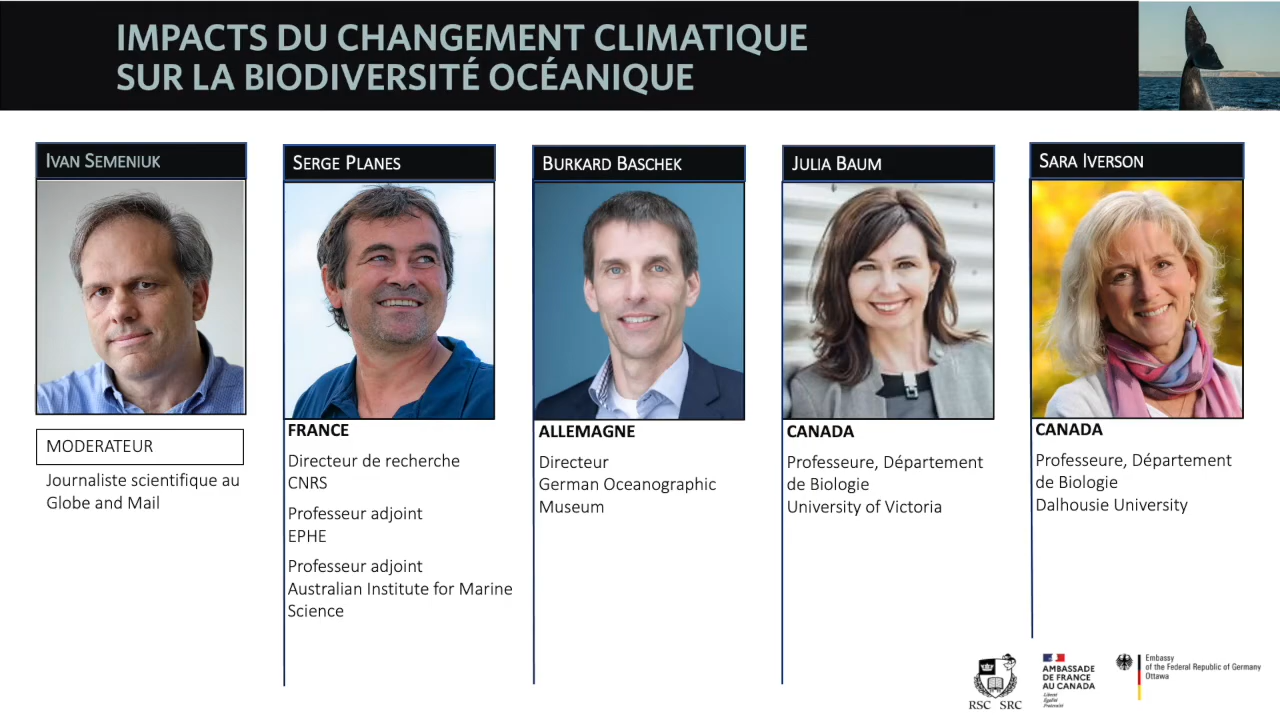 IMPACTS DU CHANGEMENT CLIMATIQUE
SUR LA BIODIVERSITÉ OCÉANIQUE
IVAN SEMENIUK
MODERATEUR
Journaliste scientifique au
Globe and Mail
SERGE PLANES
FRANCE
Directeur de recherche
CNRS
Professeur adjoint
EPHE
Professeur adjoint
Australian Institute for Marine
Science
BURKARD BASCHEK
ALLEMAGNE
Directeur
German Oceanographic
Museum
JULIA BAUM
CANADA
Professeure, Département
de Biologie
University of Victoria
SARA IVERSON
CANADA
Professeure, Département
de Biologie
Dalhousie University
RSC SRC
AMBASSADE
DE FRANCE
AU CANADA
Liberté
Égalité
Fraternité
Embassy
of the Federal Republic of Germany
Ottawa